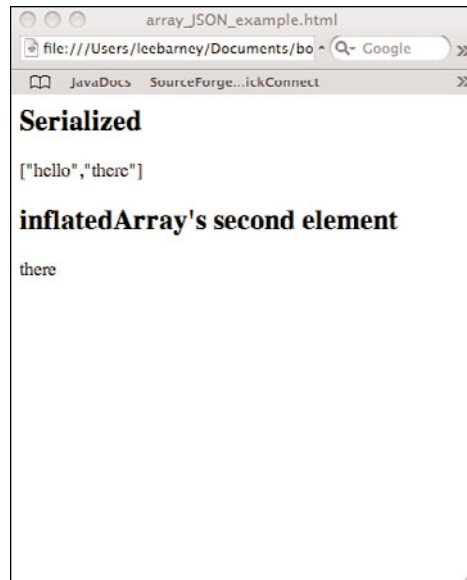 array_JSON_example.html
file:///Users/leebarney/Documents/bo
Google
JavaDocs SourceForge...ickConnect
Serialized
["hello","there"]
inflatedArray's second element
there